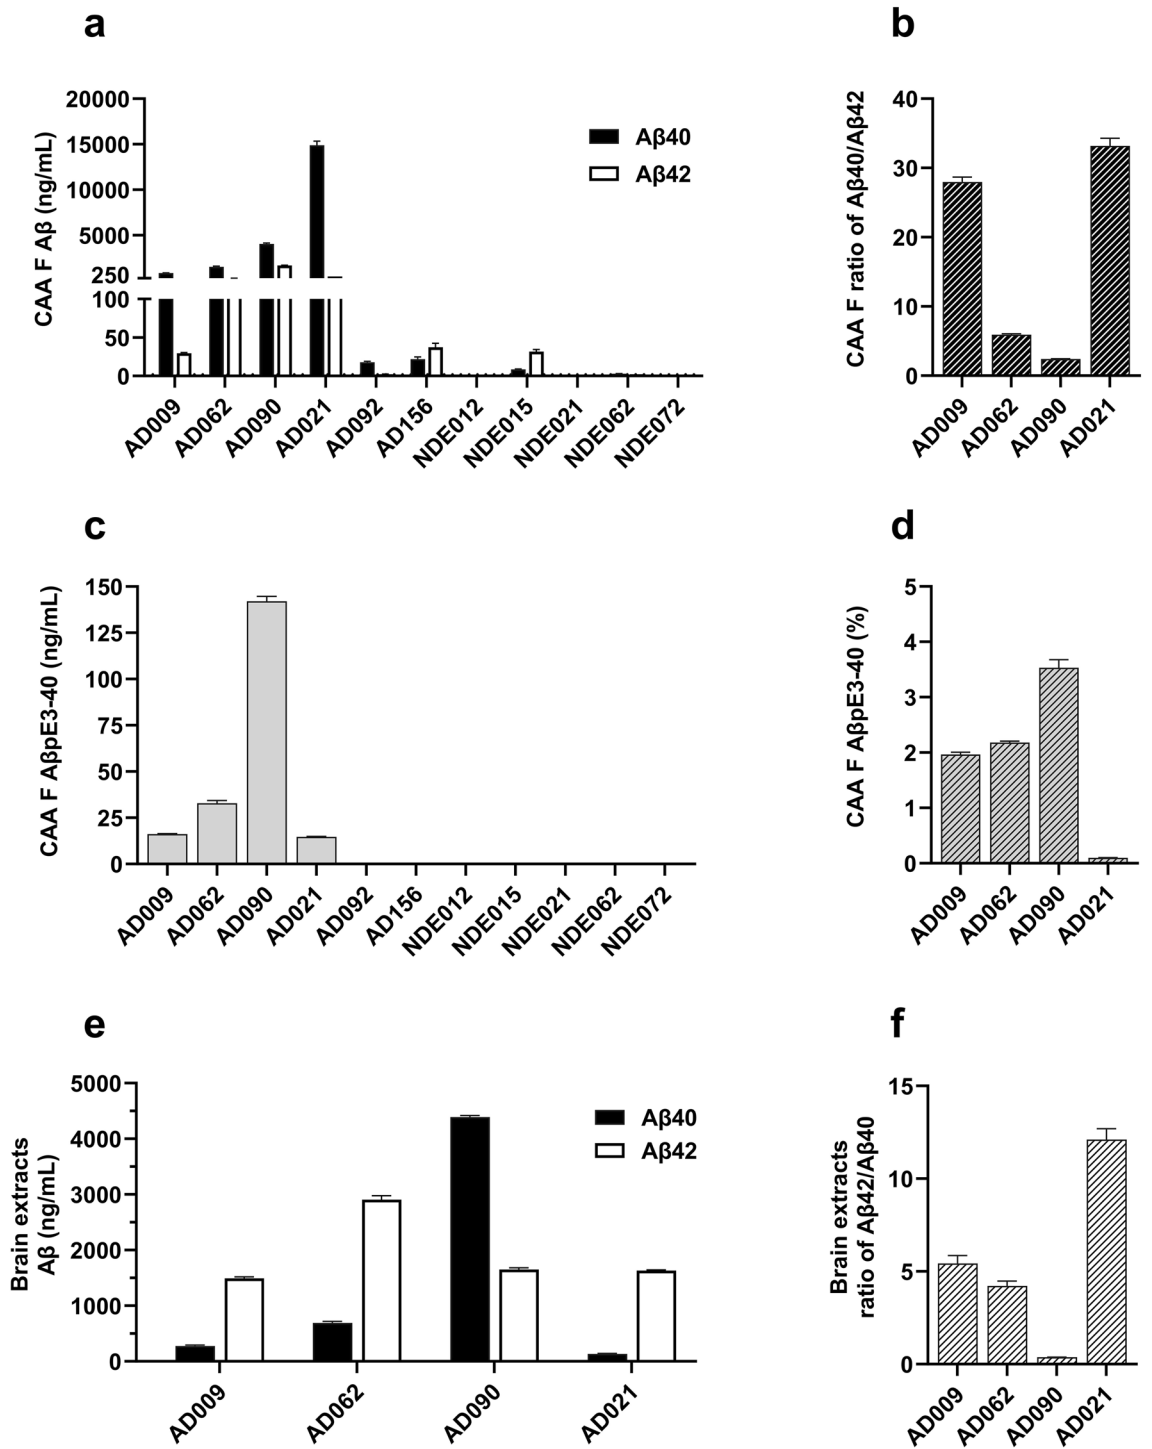 a
CAA F Aβ (ng/mL)
20000
15000
10000
5000
250
100
50
0
Aβ40
Aβ42
AD009
AD062
AD090
AD021
AD092
AD156
NDE012
NDE015
NDE021
NDE062
NDE072
b
CAA F ratio of Aβ40/Aβ42
40
30
20
10
0
AD009
AD062
AD090
AD021
c
CAA F AβpE3-40 (ng/mL)
150
125
100
75
50
25
0
AD009
AD062
AD090
AD021
AD092
AD156
NDE012
NDE015
NDE021
NDE062
NDE072
d
CAA F AβpE3-40 (%)
5
4
3
2
1
0
AD009
AD062
AD090
AD021
e
Brain extracts
Aβ (ng/mL)
5000
4000
3000
2000
1000
0
Aβ40
Aβ42
AD009
AD062
AD090
AD021
f
Brain extracts
ratio of Aβ42/Aβ40
15
10
5
0
AD009
AD062
AD090
AD021